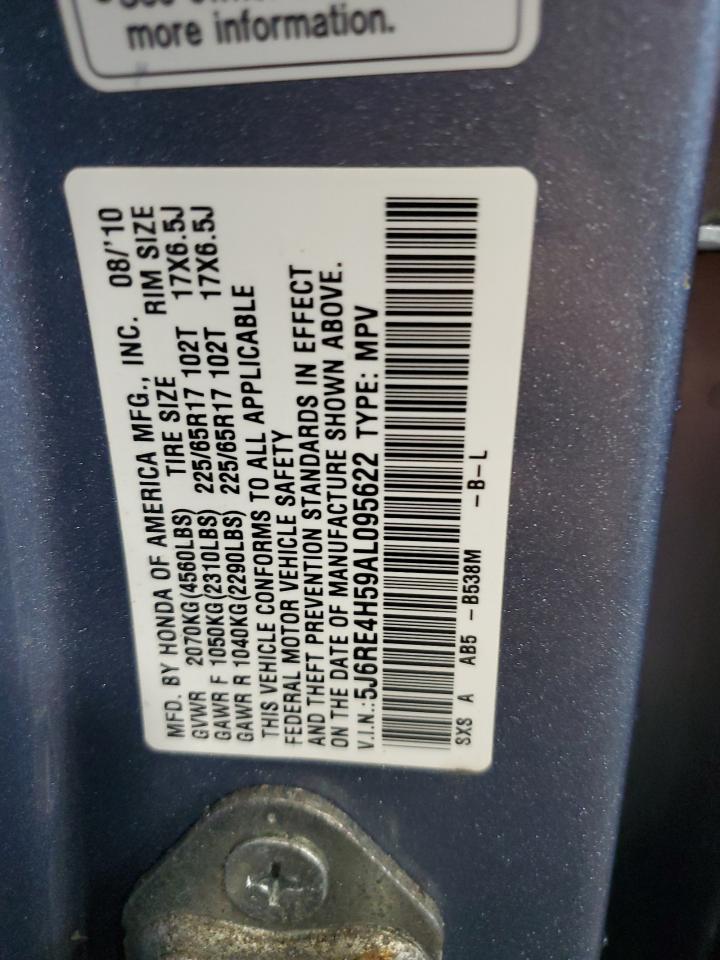 more information.
MFD. BY HONDA OF AMERICA MFG., INC. 08/'10
TIRE SIZE RIM SIZE
GVWR 2070KG(4560LBS)
GAWR F 1050KG(2310LBS) 225/65R17 102T 17X6.5J
GAWR R 1040KG(2290LBS) 225/65R17 102T 17X6.5J
THIS VEHICLE CONFORMS TO ALL APPLICABLE
FEDERAL MOTOR VEHICLE SAFETY
AND THEFT PREVENTION STANDARDS IN EFFECT
ON THE DATE OF MANUFACTURE SHOWN ABOVE.
V.I.N.:5J6RE4H59AL095622 TYPE: MPV
SXS A AB5 -B538M -B-L